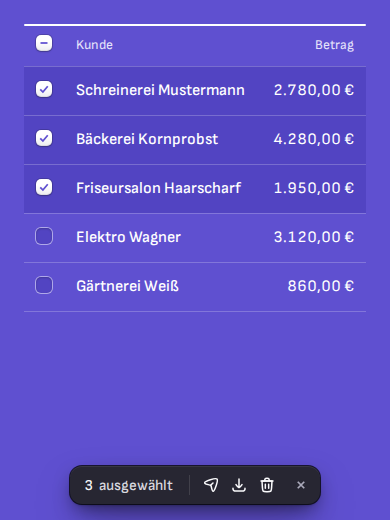 Kunde Betrag
Schreinerei Mustermann 2.780,00 €
Bäckerei Kornprobst 4.280,00 €
Friseursalon Haarscharf 1.950,00 €
Elektro Wagner 3.120,00 €
Gärtnerei Weiß 860,00 €
3 ausgewählt